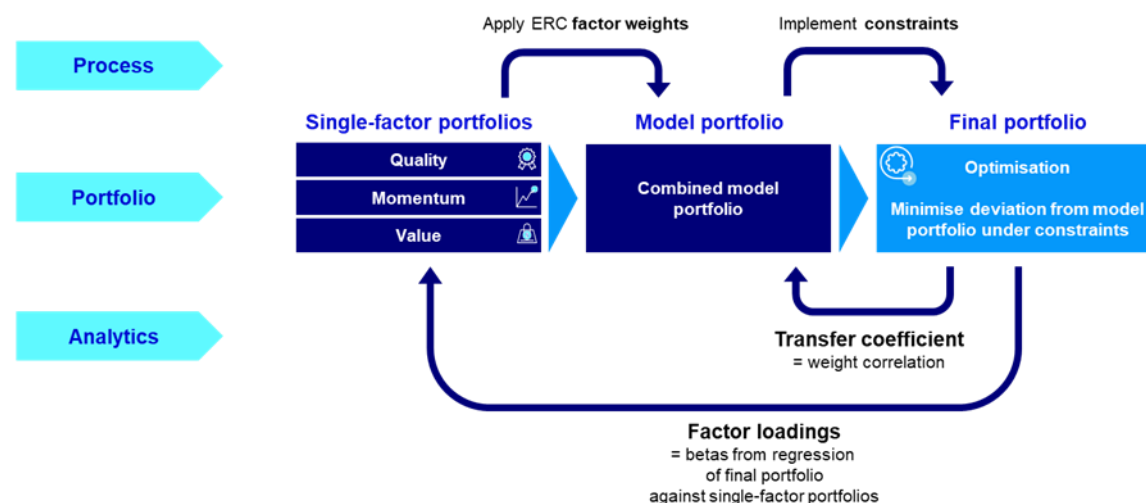 Apply ERC factor weights
Implement constraints
Process
Single-factor portfolios
Model portfolio
Final portfolio
Quality
Momentum
Value
Portfolio
Combined model
portfolio
Optimisation
Minimise deviation from model
portfolio under constraints
Analytics
Transfer coefficient
= weight correlation
Factor loadings
= betas from regression
of final portfolio
against single-factor portfolios